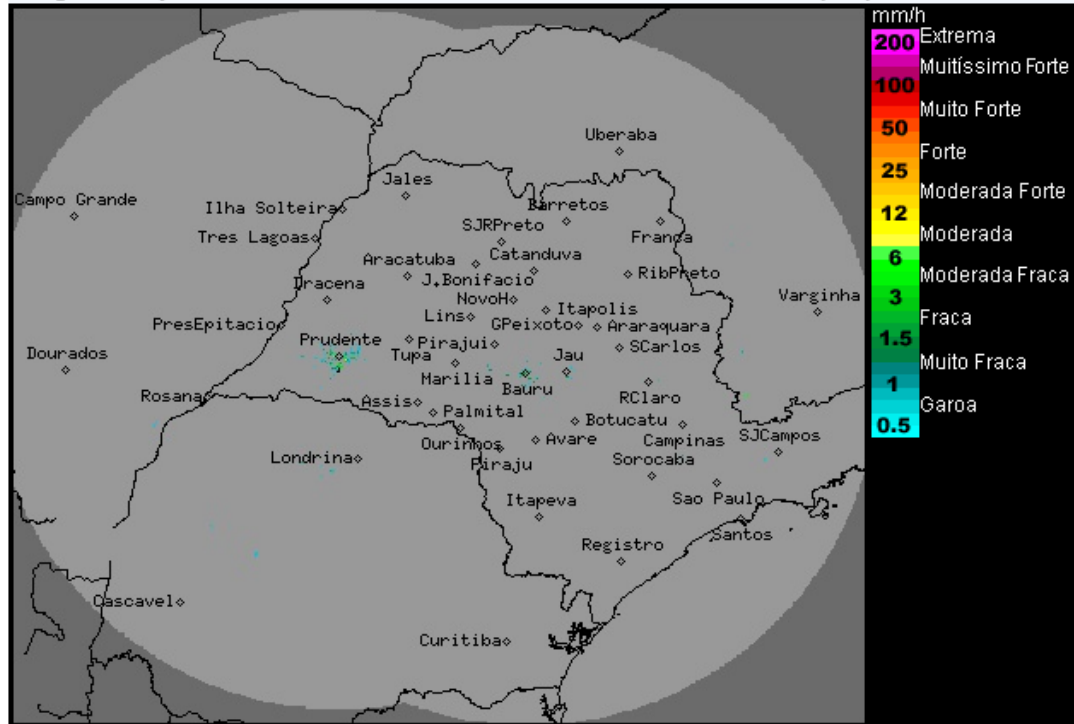 mm/h
200 Extrema
Muitíssimo Forte
100
Muito Forte
50
Forte
25
Moderada Forte
12
Moderada
6
Moderada Fraca
3
Fraca
1.5
Muito Fraca
1
Garoa
0.5
Uberaba
Jales
Campo Grande
Ilha Solteira
Barretos
Tres Lagoas
SJRPreto
Franca
Aracatuba
Catanduva
Dracena
J.Bonifacio
RibPreto
NovoH
Varginha
Lins
Itapolis
PresEpitacio
GPeixoto
Araraquara
Prudente
Pirajui
SCarlos
Dourados
Tupa
Jau
Marilia
Bauru
Rosana
Assis
RClaro
Palmital
Botucatu
Ourinhos
Avare
Campinas
SJCampos
Londrina
Piraju
Sorocaba
Itapeva
Sao Paulo
Santos
Registro
Cascavel
Curitiba